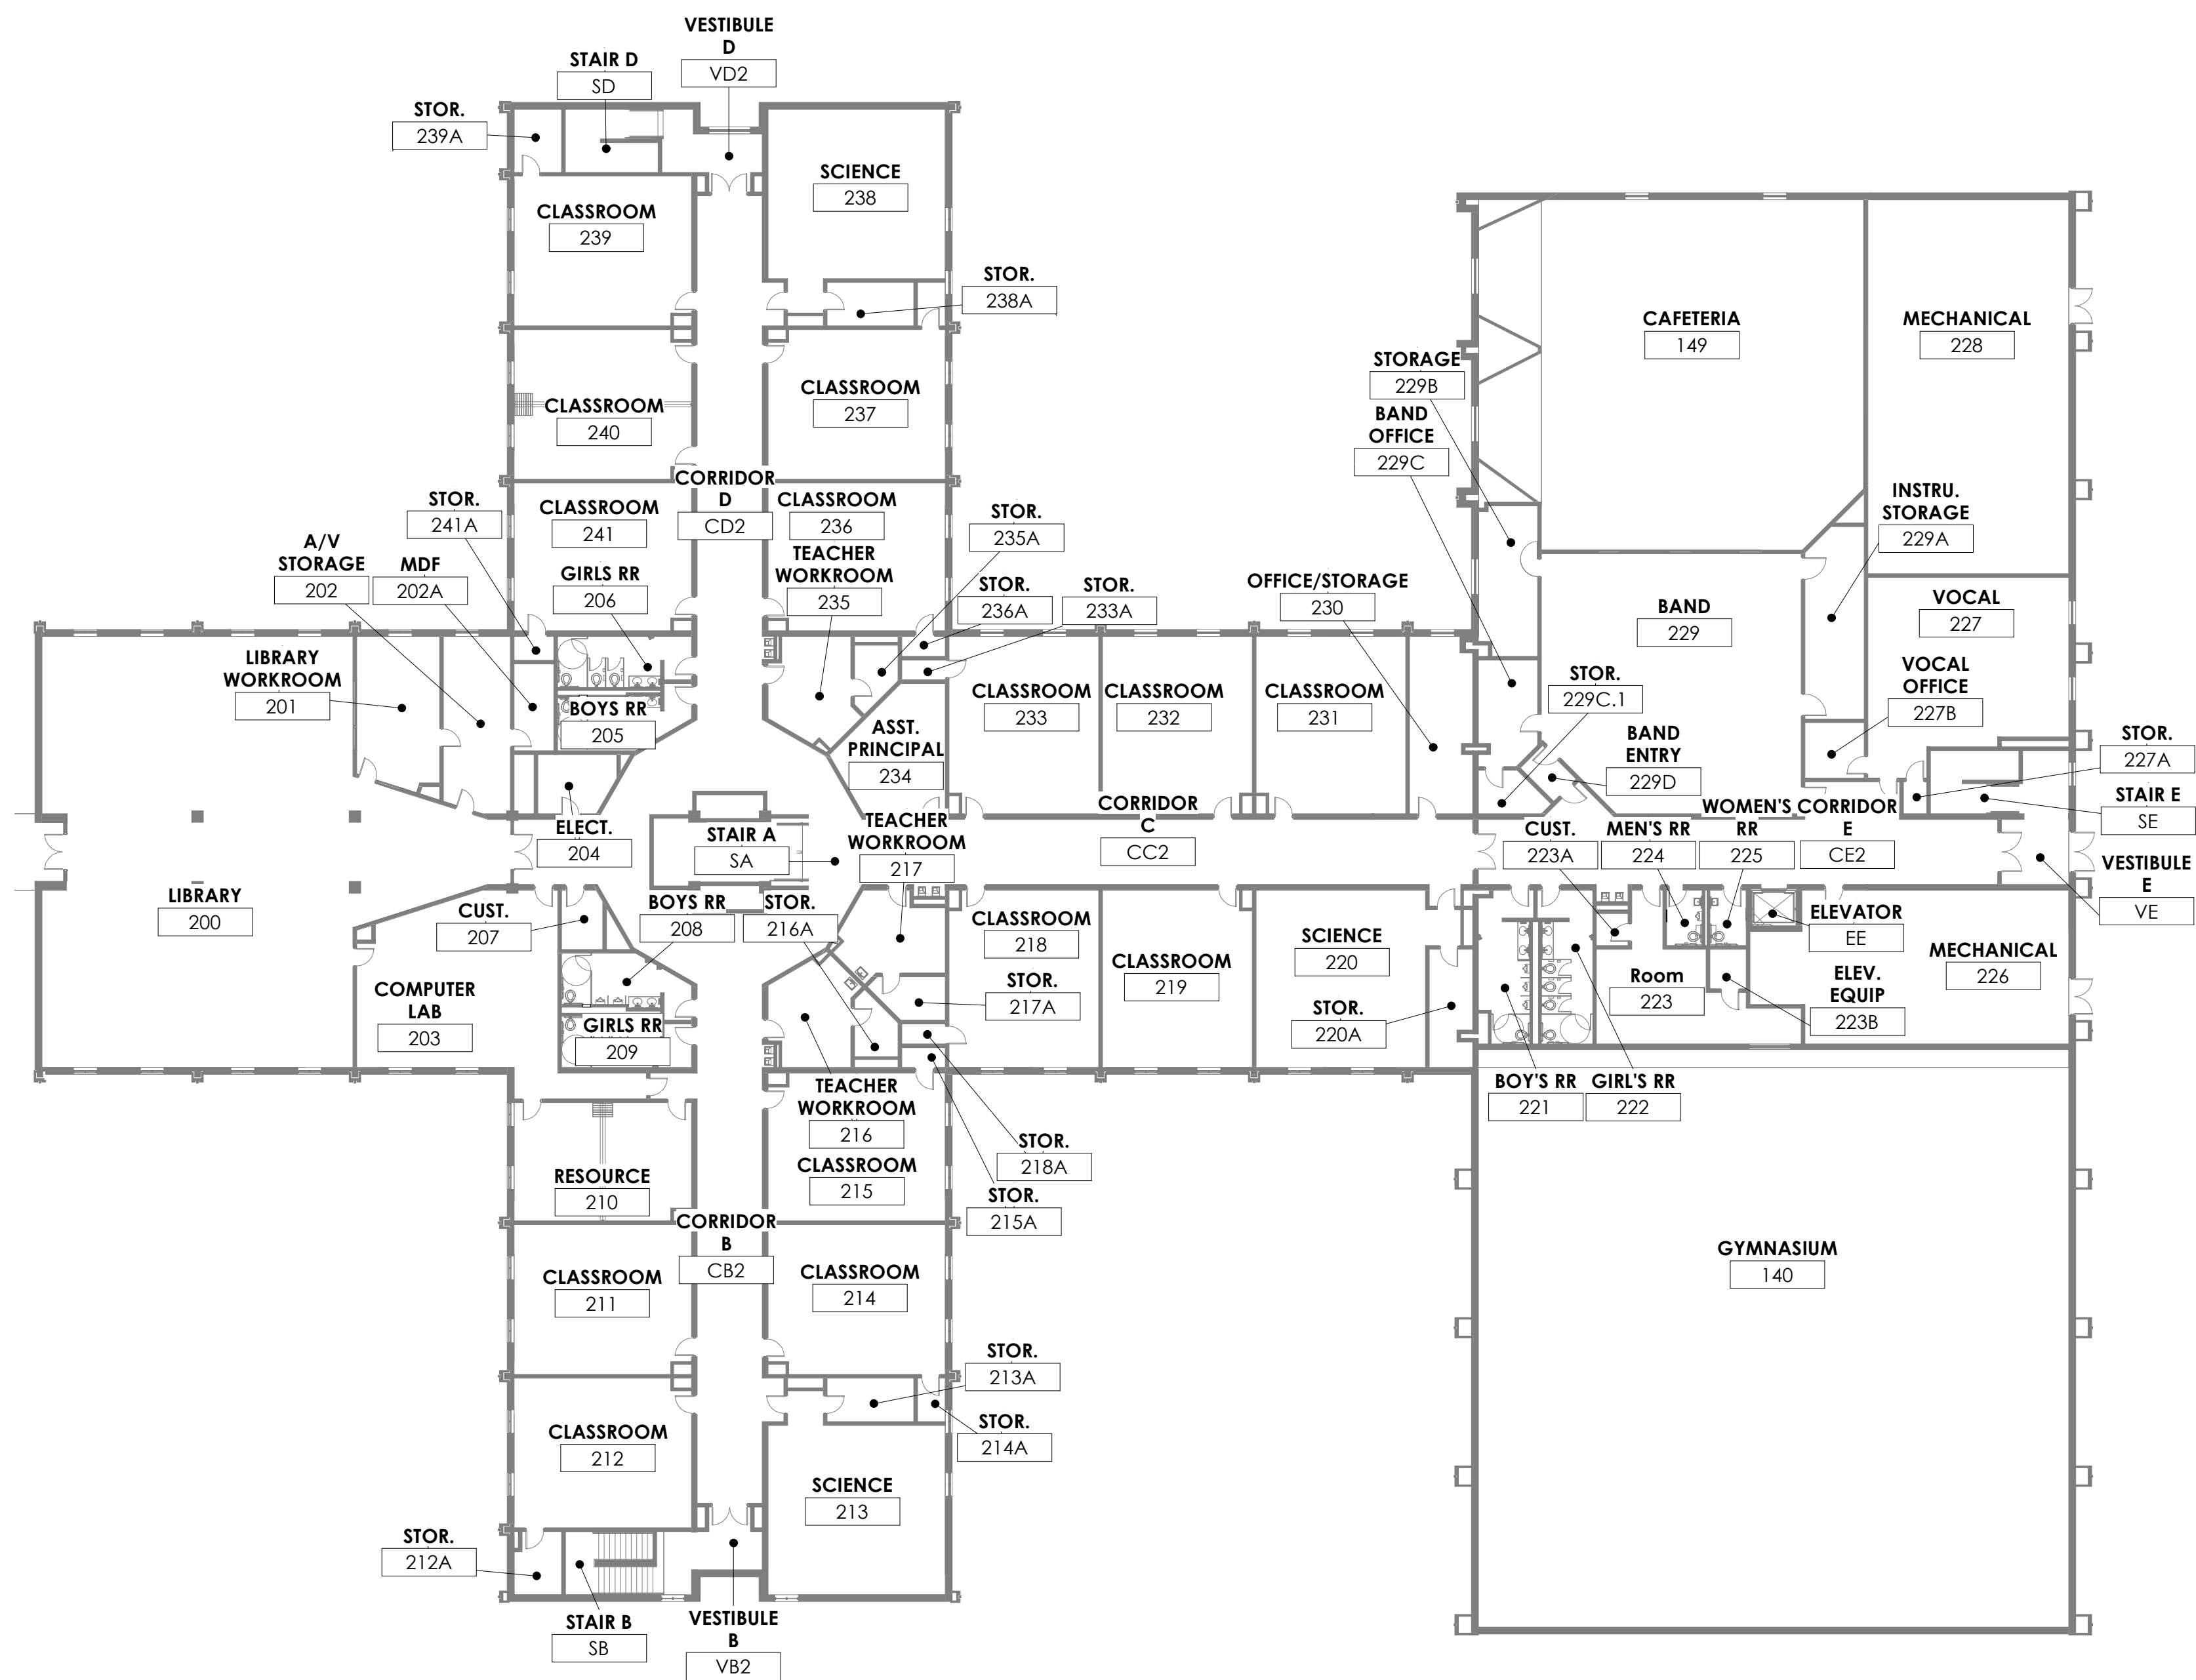 VESTIBULE
D
VD2
STAIR D
SD
STOR.
239A
SCIENCE
238
CLASSROOM
239
STOR.
238A
CAFETERIA
149
MECHANICAL
228
STORAGE
229B
CLASSROOM
237
CLASSROOM
240
BAND
OFFICE
229C
CORRIDOR
D
CD2
STOR.
241A
CLASSROOM
241
CLASSROOM
236
STOR.
235A
INSTRU.
STORAGE
229A
A/V
STORAGE
202
MDF
202A
GIRLS RR
206
TEACHER
WORKROOM
235
STOR.
236A
STOR.
233A
OFFICE/STORAGE
230
BAND
229
VOCAL
227
LIBRARY
WORKROOM
201
BOYS RR
205
ASST.
PRINCIPAL
234
CLASSROOM
233
CLASSROOM
232
CLASSROOM
231
STOR.
229C.1
VOCAL
OFFICE
227B
BAND
ENTRY
229D
STOR.
227A
STAIR E
SE
ELECT.
204
STAIR A
SA
TEACHER
WORKROOM
217
CORRIDOR
C
CC2
CUST.
223A
MEN'S RR
224
WOMEN'S
RR
225
CORRIDOR
E
CE2
VESTIBULE
E
VE
LIBRARY
200
CUST.
207
BOYS RR
208
STOR.
216A
CLASSROOM
218
CLASSROOM
219
SCIENCE
220
ELEVATOR
EE
MECHANICAL
226
COMPUTER
LAB
203
GIRLS RR
209
STOR.
217A
STOR.
220A
Room
223
ELEV.
EQUIP
223B
TEACHER
WORKROOM
216
BOY'S RR
221
GIRL'S RR
222
STOR.
218A
RESOURCE
210
CLASSROOM
215
STOR.
215A
CORRIDOR
B
CB2
CLASSROOM
211
CLASSROOM
214
GYMNASIUM
140
STOR.
213A
CLASSROOM
212
STOR.
214A
SCIENCE
213
STOR.
212A
STAIR B
SB
VESTIBULE
B
VB2